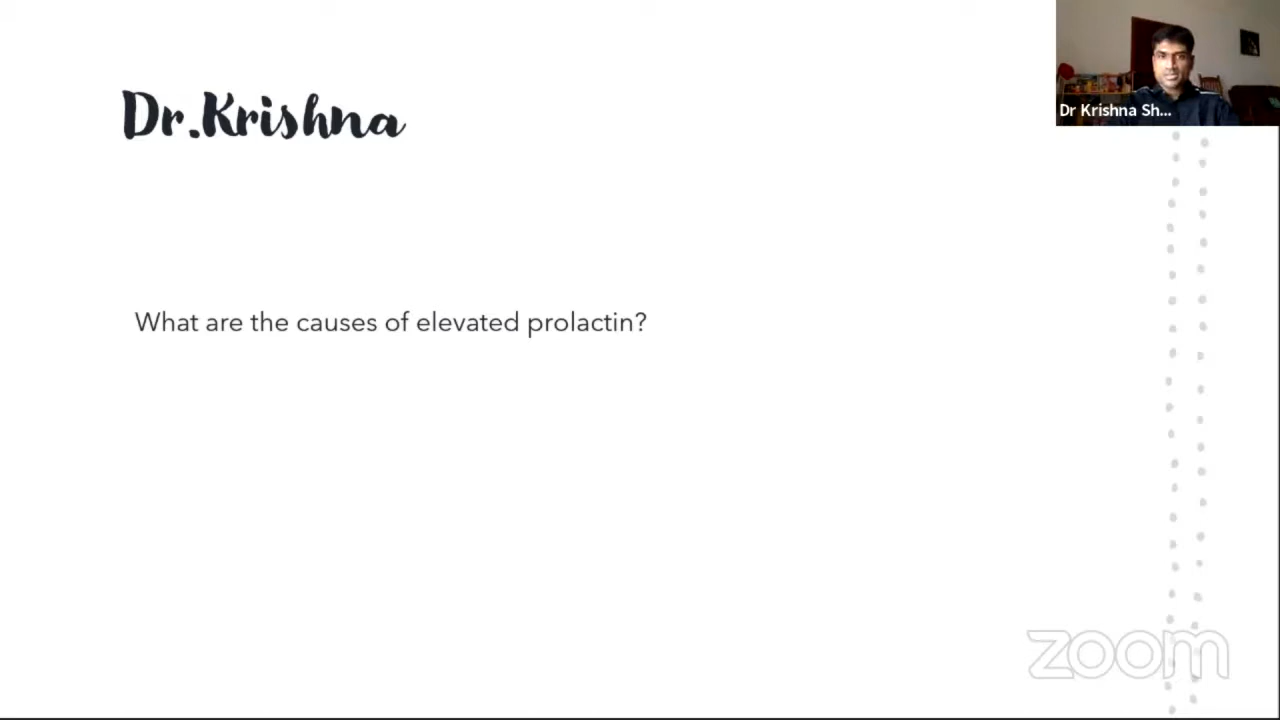 Dr.Krishna
Dr Krishna Sh...
What are the causes of elevated prolactin?
zoom